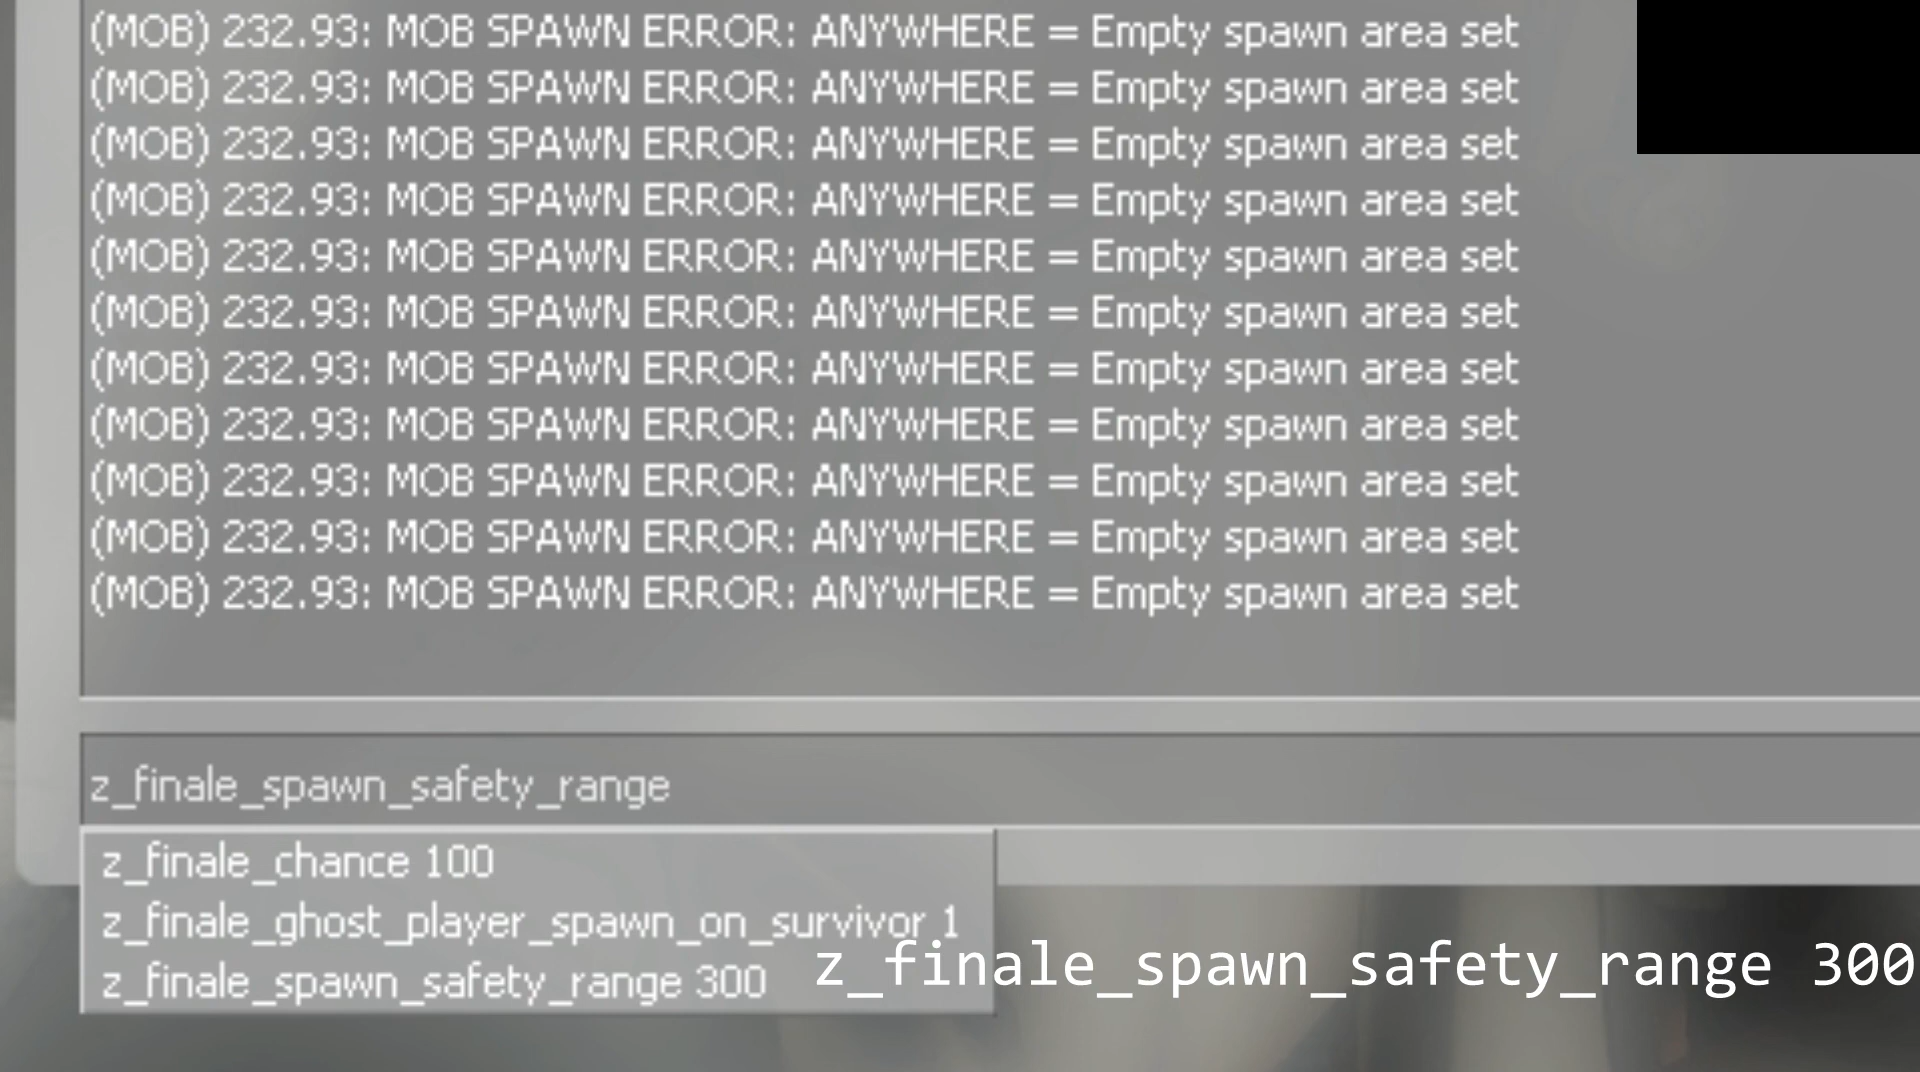 (MOB) 232.93: MOB SPAWN ERROR: ANYWHERE = Empty spawn area set
(MOB) 232.93: MOB SPAWN ERROR: ANYWHERE = Empty spawn area set
(MOB) 232.93: MOB SPAWN ERROR: ANYWHERE = Empty spawn area set
(MOB) 232.93: MOB SPAWN ERROR: ANYWHERE = Empty spawn area set
(MOB) 232.93: MOB SPAWN ERROR: ANYWHERE = Empty spawn area set
(MOB) 232.93: MOB SPAWN ERROR: ANYWHERE = Empty spawn area set
(MOB) 232.93: MOB SPAWN ERROR: ANYWHERE = Empty spawn area set
(MOB) 232.93: MOB SPAWN ERROR: ANYWHERE = Empty spawn area set
(MOB) 232.93: MOB SPAWN ERROR: ANYWHERE = Empty spawn area set
(MOB) 232.93: MOB SPAWN ERROR: ANYWHERE = Empty spawn area set
(MOB) 232.93: MOB SPAWN ERROR: ANYWHERE = Empty spawn area set
z_finale_spawn_safety_range
z_finale_chance 100
z_finale_ghost_player_spawn_on_survivor 1
z_finale_spawn_safety_range 300
z_finale_spawn_safety_range 300